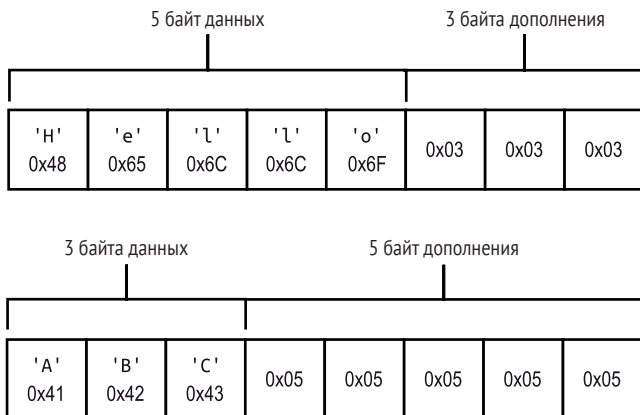 5 байт данных 3 байта дополнения
'H' 'e' 'l' 'l' 'o'
0x48 0x65 0x6C 0x6C 0x6F 0x03 0x03 0x03
3 байта данных 5 байт дополнения
'A' 'B' 'C'
0x41 0x42 0x43 0x05 0x05 0x05 0x05 0x05